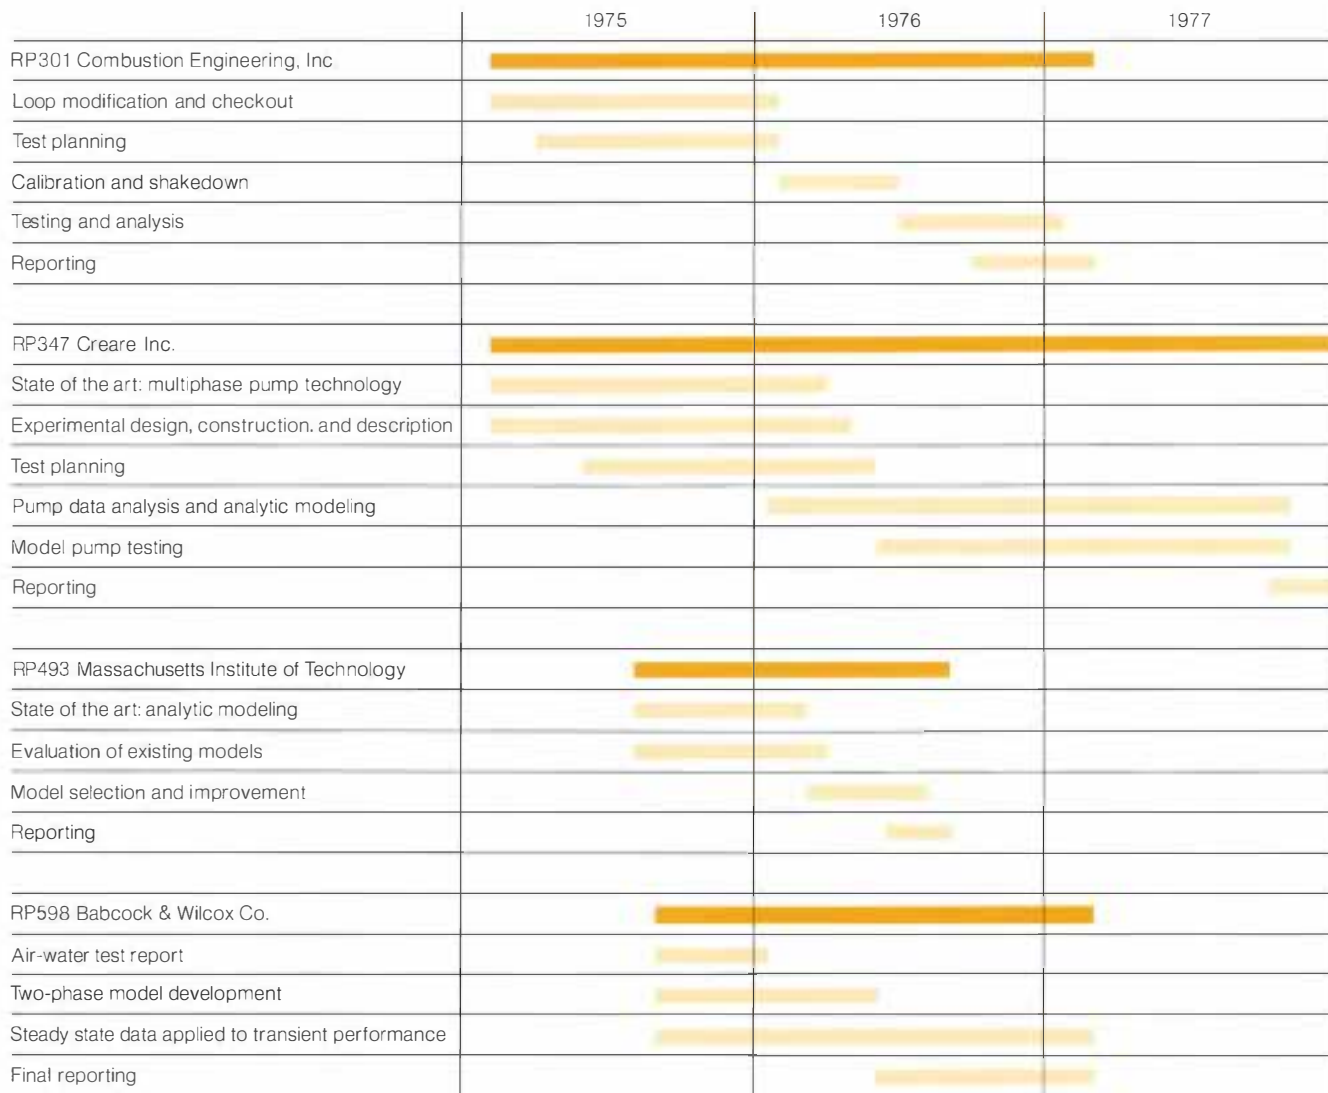 1975 1976 1977
RP301 Combustion Engineering, Inc
Loop modification and checkout
Test planning
Calibration and shakedown
Testing and analysis
Reporting
RP347 Creare Inc.
State of the art: multiphase pump technology
Experimental design, construction. and description
Test planning
Pump data analysis and analytic modeling
Model pump testing
Reporting
RP493 Massachusetts Institute of Technology
State of the art: analytic modeling
Evaluation of existing models
Model selection and improvement
Reporting
RP598 Babcock & Wilcox Co.
Air-water test report
Two-phase model development
Steady state data applied to transient performance
Final reporting